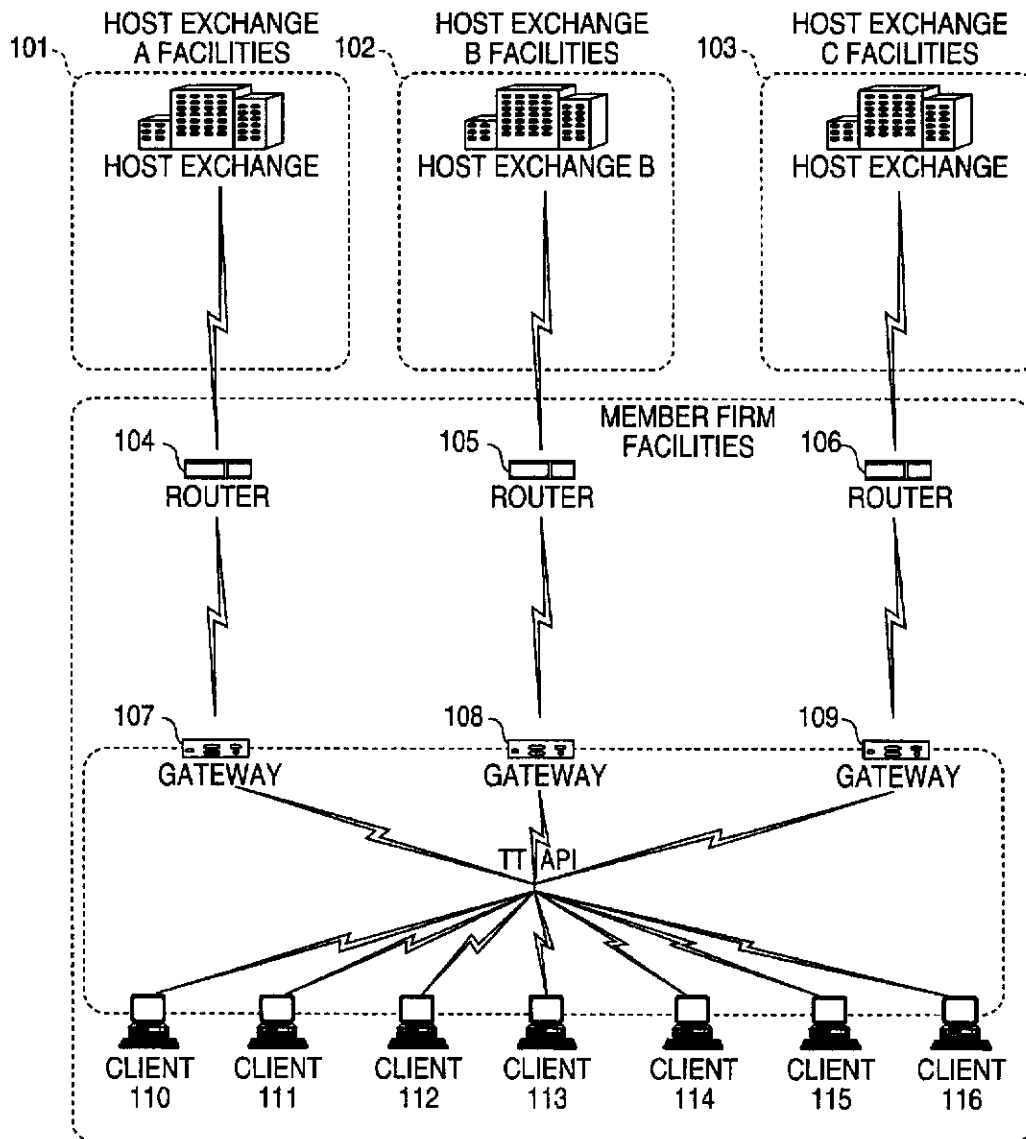 HOST EXCHANGE
A FACILITIES
HOST EXCHANGE
B FACILITIES
HOST EXCHANGE
C FACILITIES
101
102
103
HOST EXCHANGE
HOST EXCHANGE B
HOST EXCHANGE
MEMBER FIRM
FACILITIES
104
105
106
ROUTER
ROUTER
ROUTER
107
108
109
GATEWAY
GATEWAY
GATEWAY
TT API
CLIENT
110
CLIENT
111
CLIENT
112
CLIENT
113
CLIENT
114
CLIENT
115
CLIENT
116